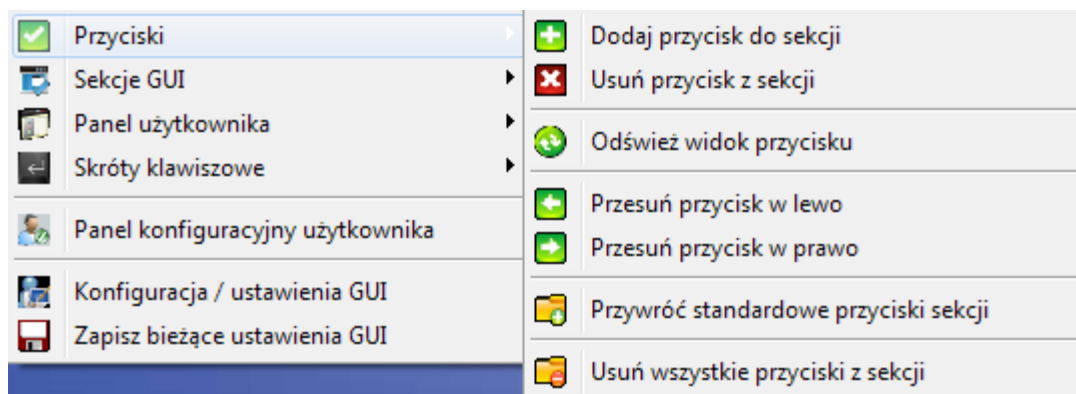 Przyciski
Sekcje GUI
Panel użytkownika
Skróty klawiszowe
Panel konfiguracyjny użytkownika
Konfiguracja / ustawienia GUI
Zapisz bieżące ustawienia GUI
Dodaj przycisk do sekcji
Usuń przycisk z sekcji
Odśwież widok przycisku
Przesuń przycisk w lewo
Przesuń przycisk w prawo
Przywróć standardowe przyciski sekcji
Usuń wszystkie przyciski z sekcji